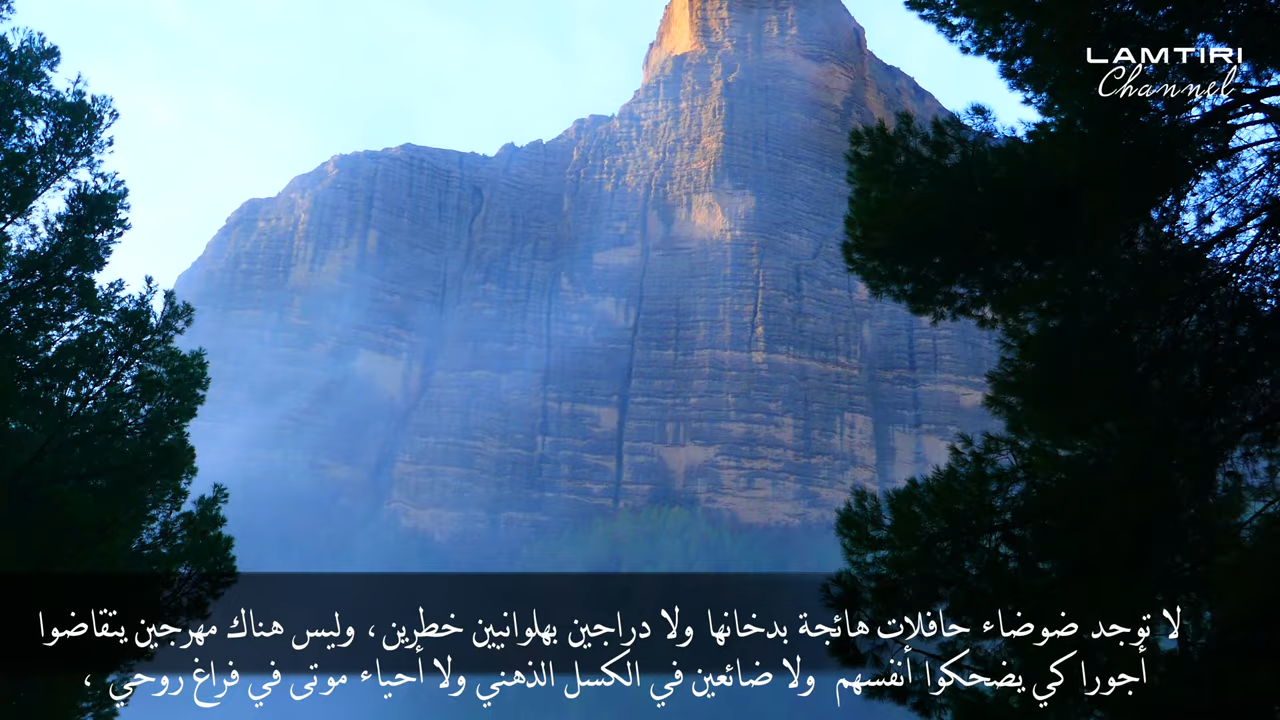 LAMTIRI
Channel
لا توجد ضوضاء حافلات هائجة بدخانها ولا دراجين بهلوانيين خطرين، وليس هناك مهرجين يتقاضوا
أجورا كي يضحكوا أنفسهم ولا ضائعين في الكسل الذهني ولا أحياء موتى في فراغ روحي ،